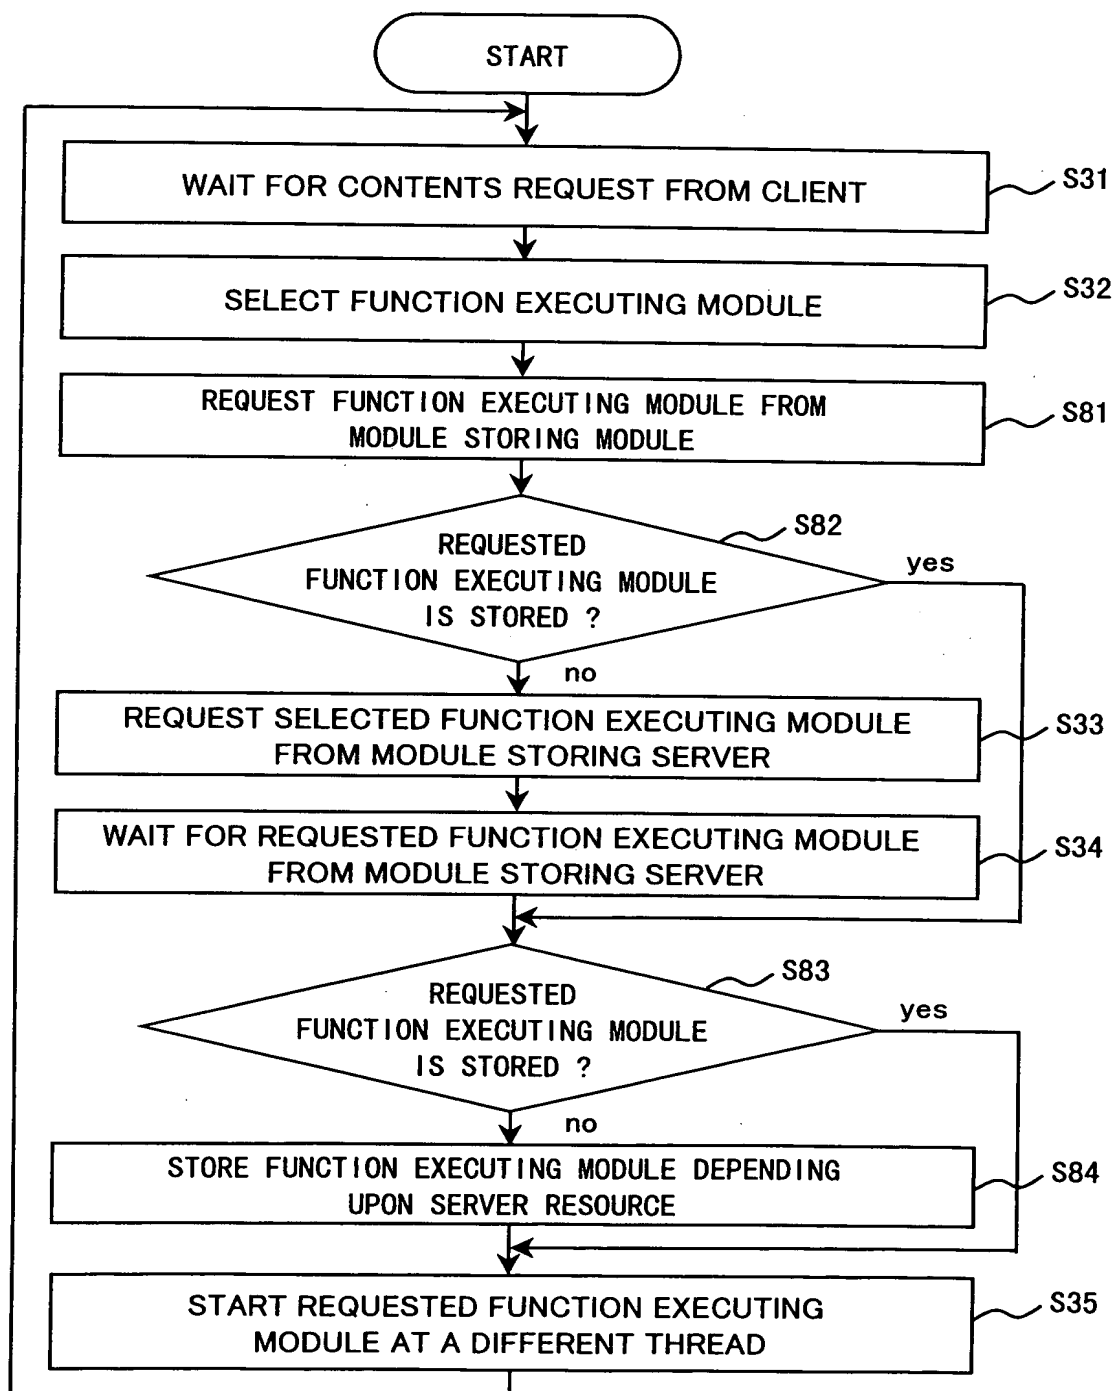 START
WAIT FOR CONTENTS REQUEST FROM CLIENT
S31
SELECT FUNCTION EXECUTING MODULE
S32
REQUEST FUNCTION EXECUTING MODULE FROM
MODULE STORING MODULE
S81
S82
REQUESTED
FUNCTION EXECUTING MODULE
IS STORED ?
yes
no
REQUEST SELECTED FUNCTION EXECUTING MODULE
FROM MODULE STORING SERVER
S33
WAIT FOR REQUESTED FUNCTION EXECUTING MODULE
FROM MODULE STORING SERVER
S34
S83
REQUESTED
FUNCTION EXECUTING MODULE
IS STORED ?
yes
no
STORE FUNCTION EXECUTING MODULE DEPENDING
UPON SERVER RESOURCE
S84
START REQUESTED FUNCTION EXECUTING
MODULE AT A DIFFERENT THREAD
S35